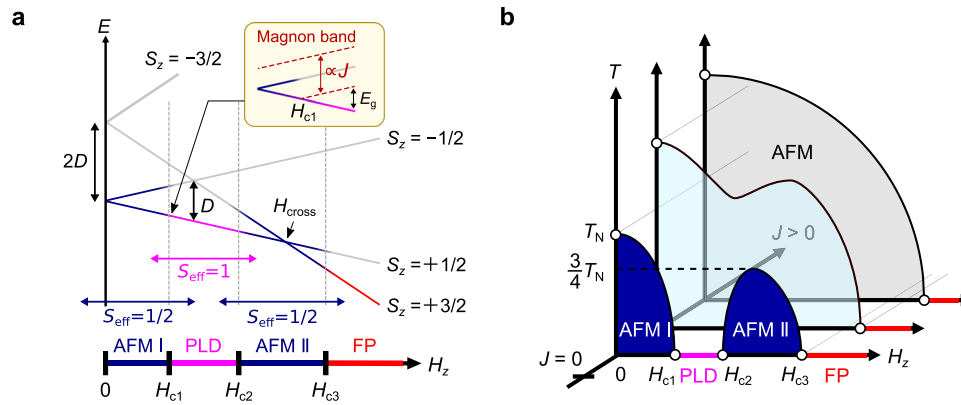 a
E
S_z = −3/2
Magnon band
∝J
E_g
H_c1
S_z = −1/2
2D
D
H_cross
S_eff=1
S_z = +1/2
S_eff=1/2
S_eff=1/2
S_z = +3/2
AFM I
PLD
AFM II
FP
H_z
0
H_c1
H_c2
H_c3
b
T
AFM
J > 0
T_N
3/4 T_N
AFM I
AFM II
J = 0
0
H_c1
PLD
H_c2
H_c3
FP
H_z